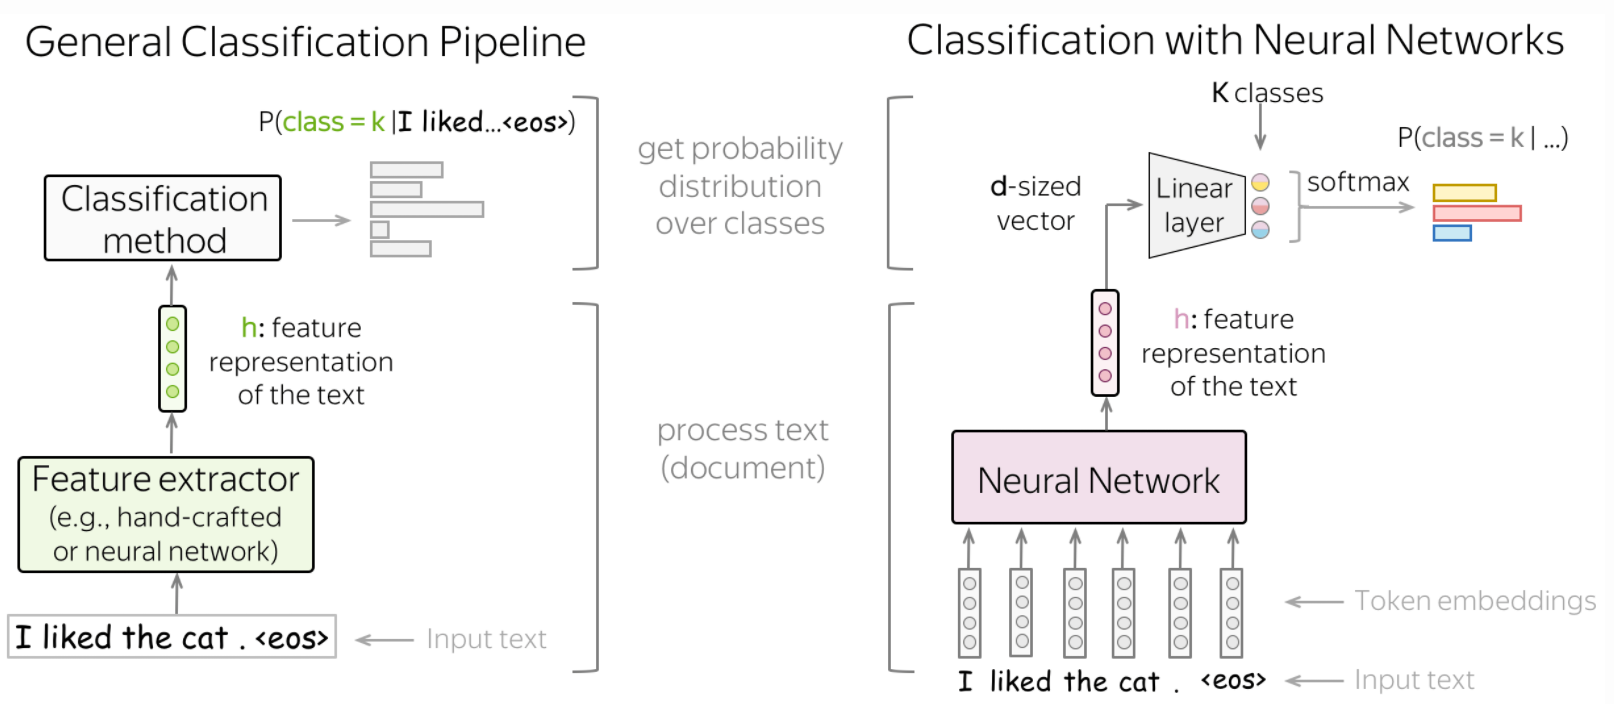 General Classification Pipeline
P(class = k |I liked...<eos>)
Classification
method
h: feature
representation
of the text
Feature extractor
(e.g., hand-crafted
or neural network)
I liked the cat . <eos>
Input text
get probability
distribution
over classes
process text
(document)
Classification with Neural Networks
K classes
P(class = k | ...)
d-sized
vector
Linear
layer
softmax
h: feature
representation
of the text
Neural Network
Token embeddings
I liked the cat . <eos>
Input text